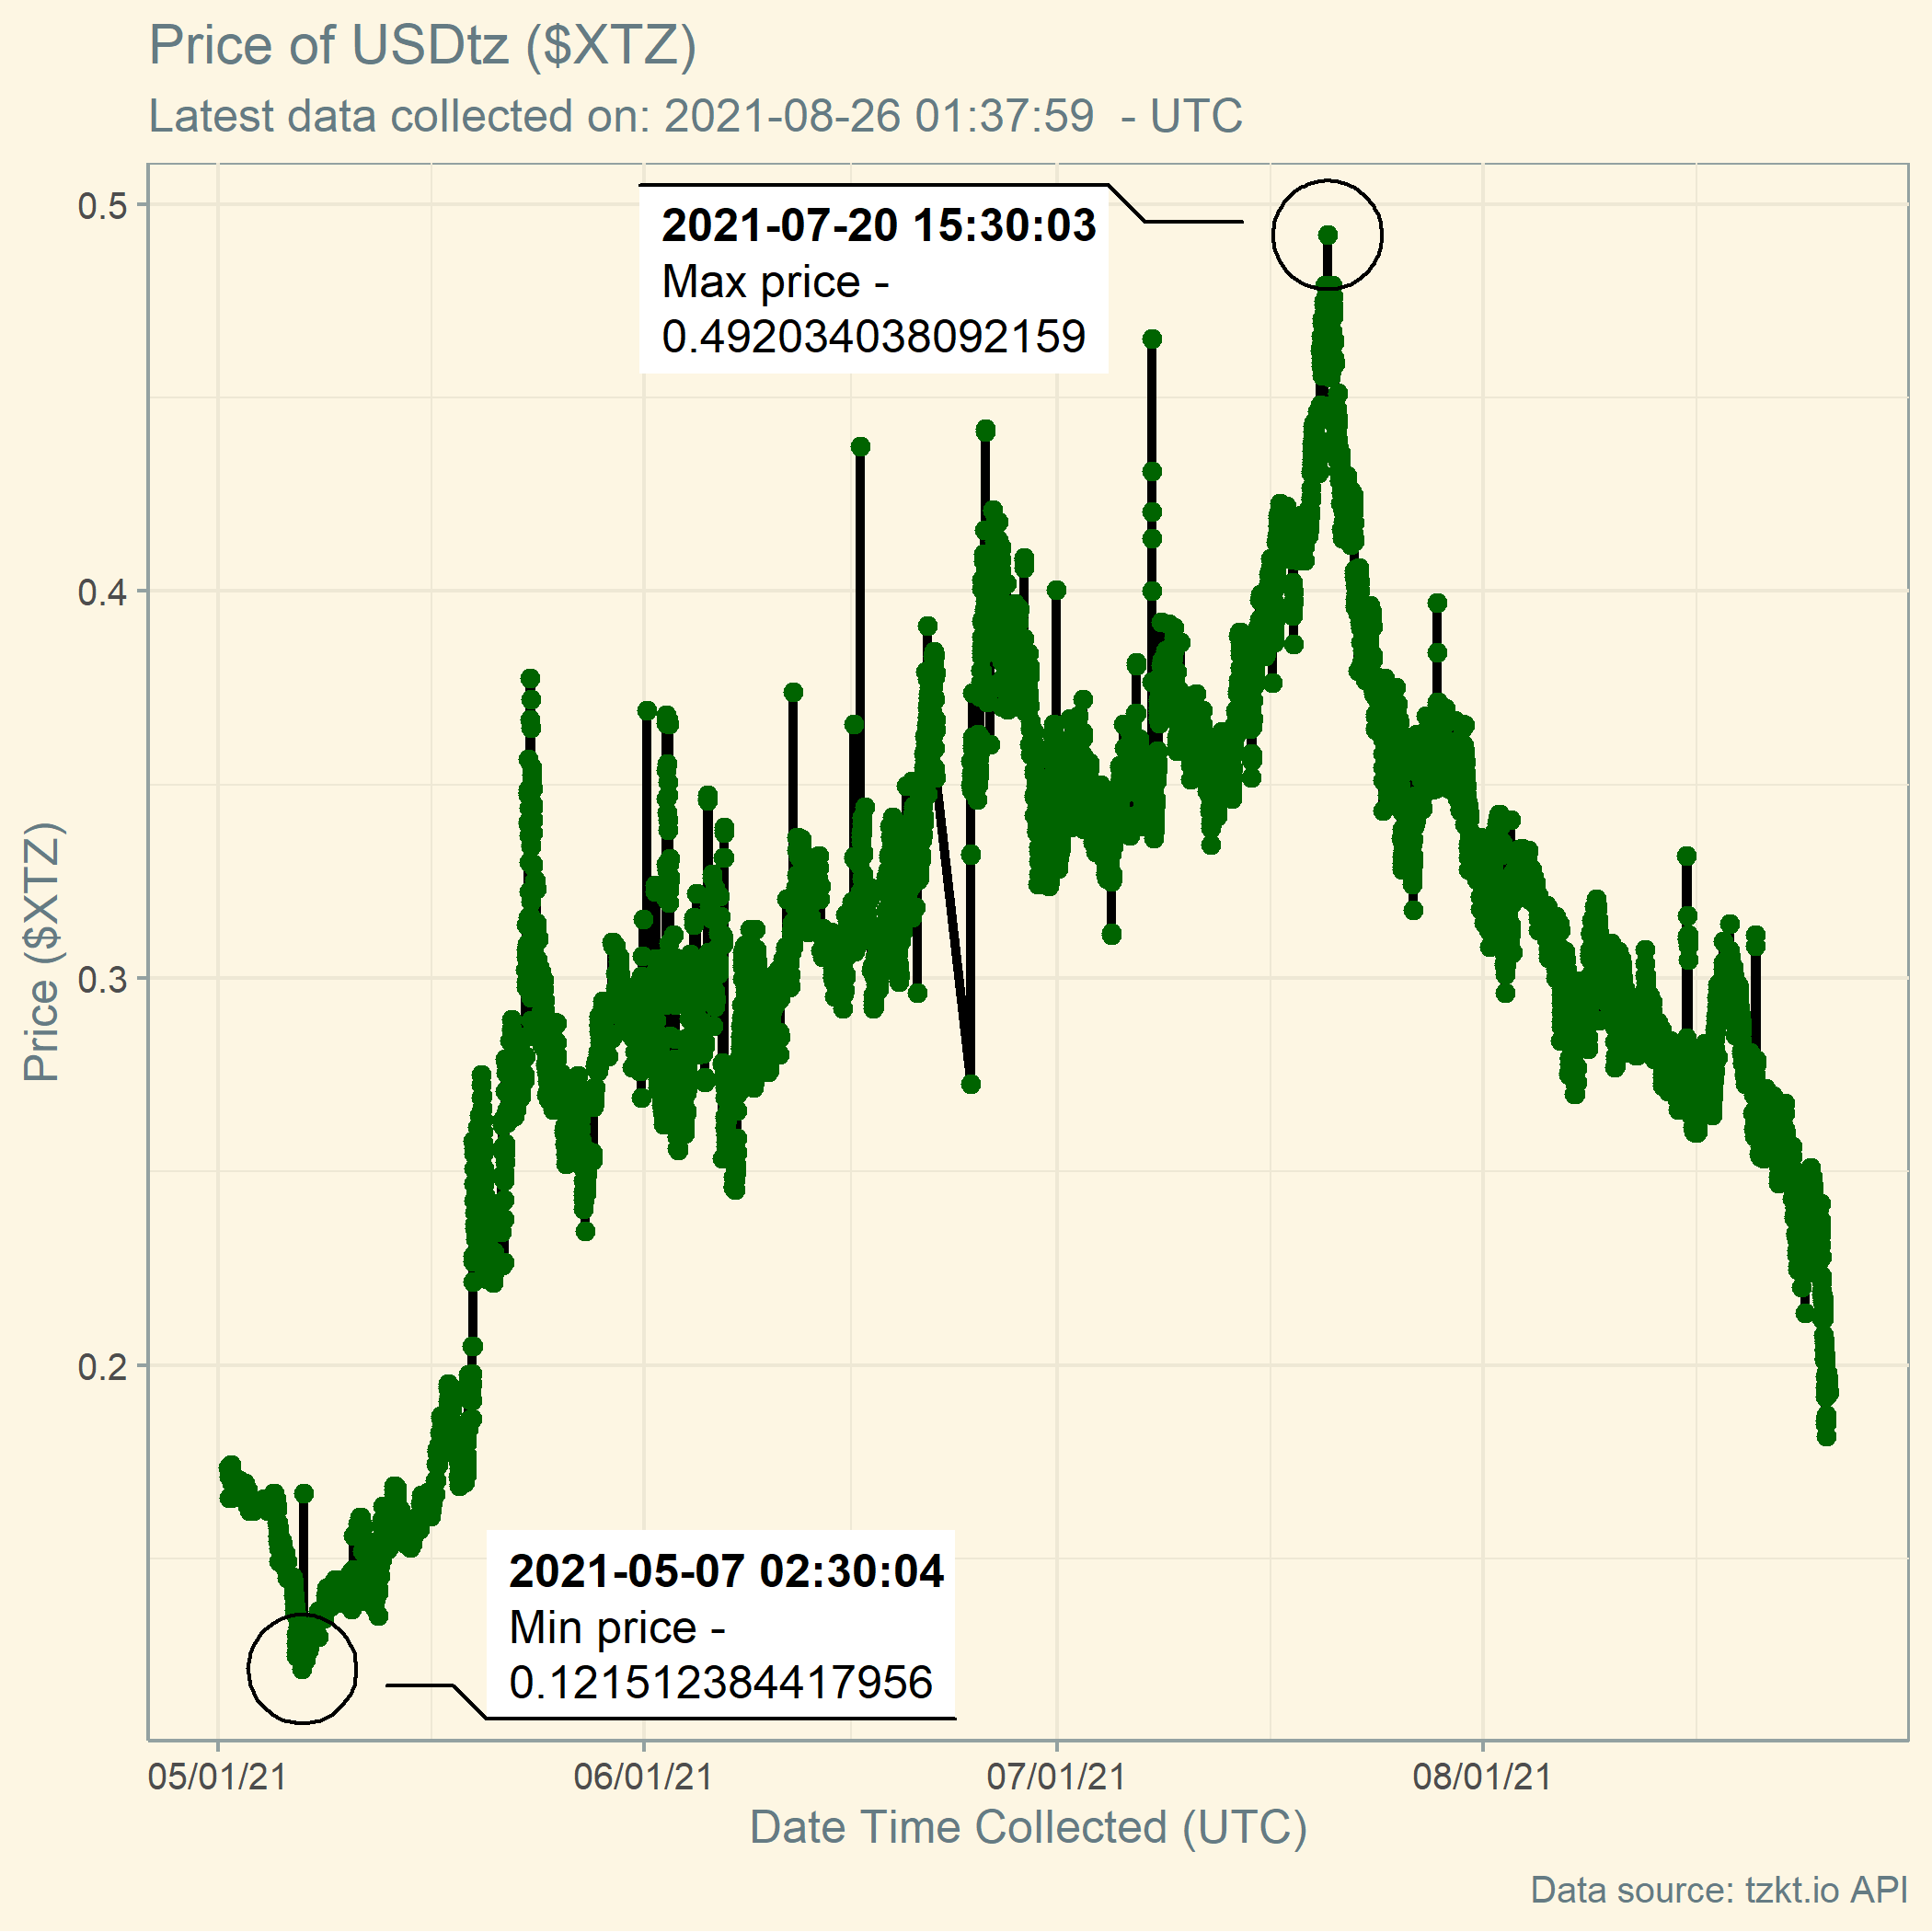 Price of USDtz ($XTZ)
Latest data collected on: 2021-08-26 01:37:59  - UTC
Price ($XTZ)
0.5
0.4
0.3
0.2
2021-07-20 15:30:03
Max price -
0.492034038092159
2021-05-07 02:30:04
Min price -
0.121512384417956
05/01/21
06/01/21
07/01/21
08/01/21
Date Time Collected (UTC)
Data source: tzkt.io API